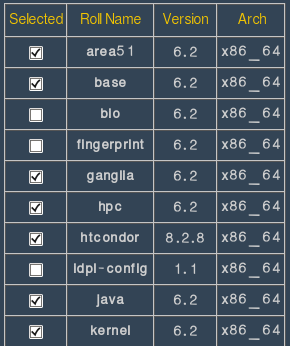 Selected Roll Name Version Arch
area51 6.2 x86_64
base 6.2 x86_64
bio 6.2 x86_64
fingerprint 6.2 x86_64
ganglia 6.2 x86_64
hpc 6.2 x86_64
htcondor 8.2.8 x86_64
idpl-config 1.1 x86_64
java 6.2 x86_64
kernel 6.2 x86_64